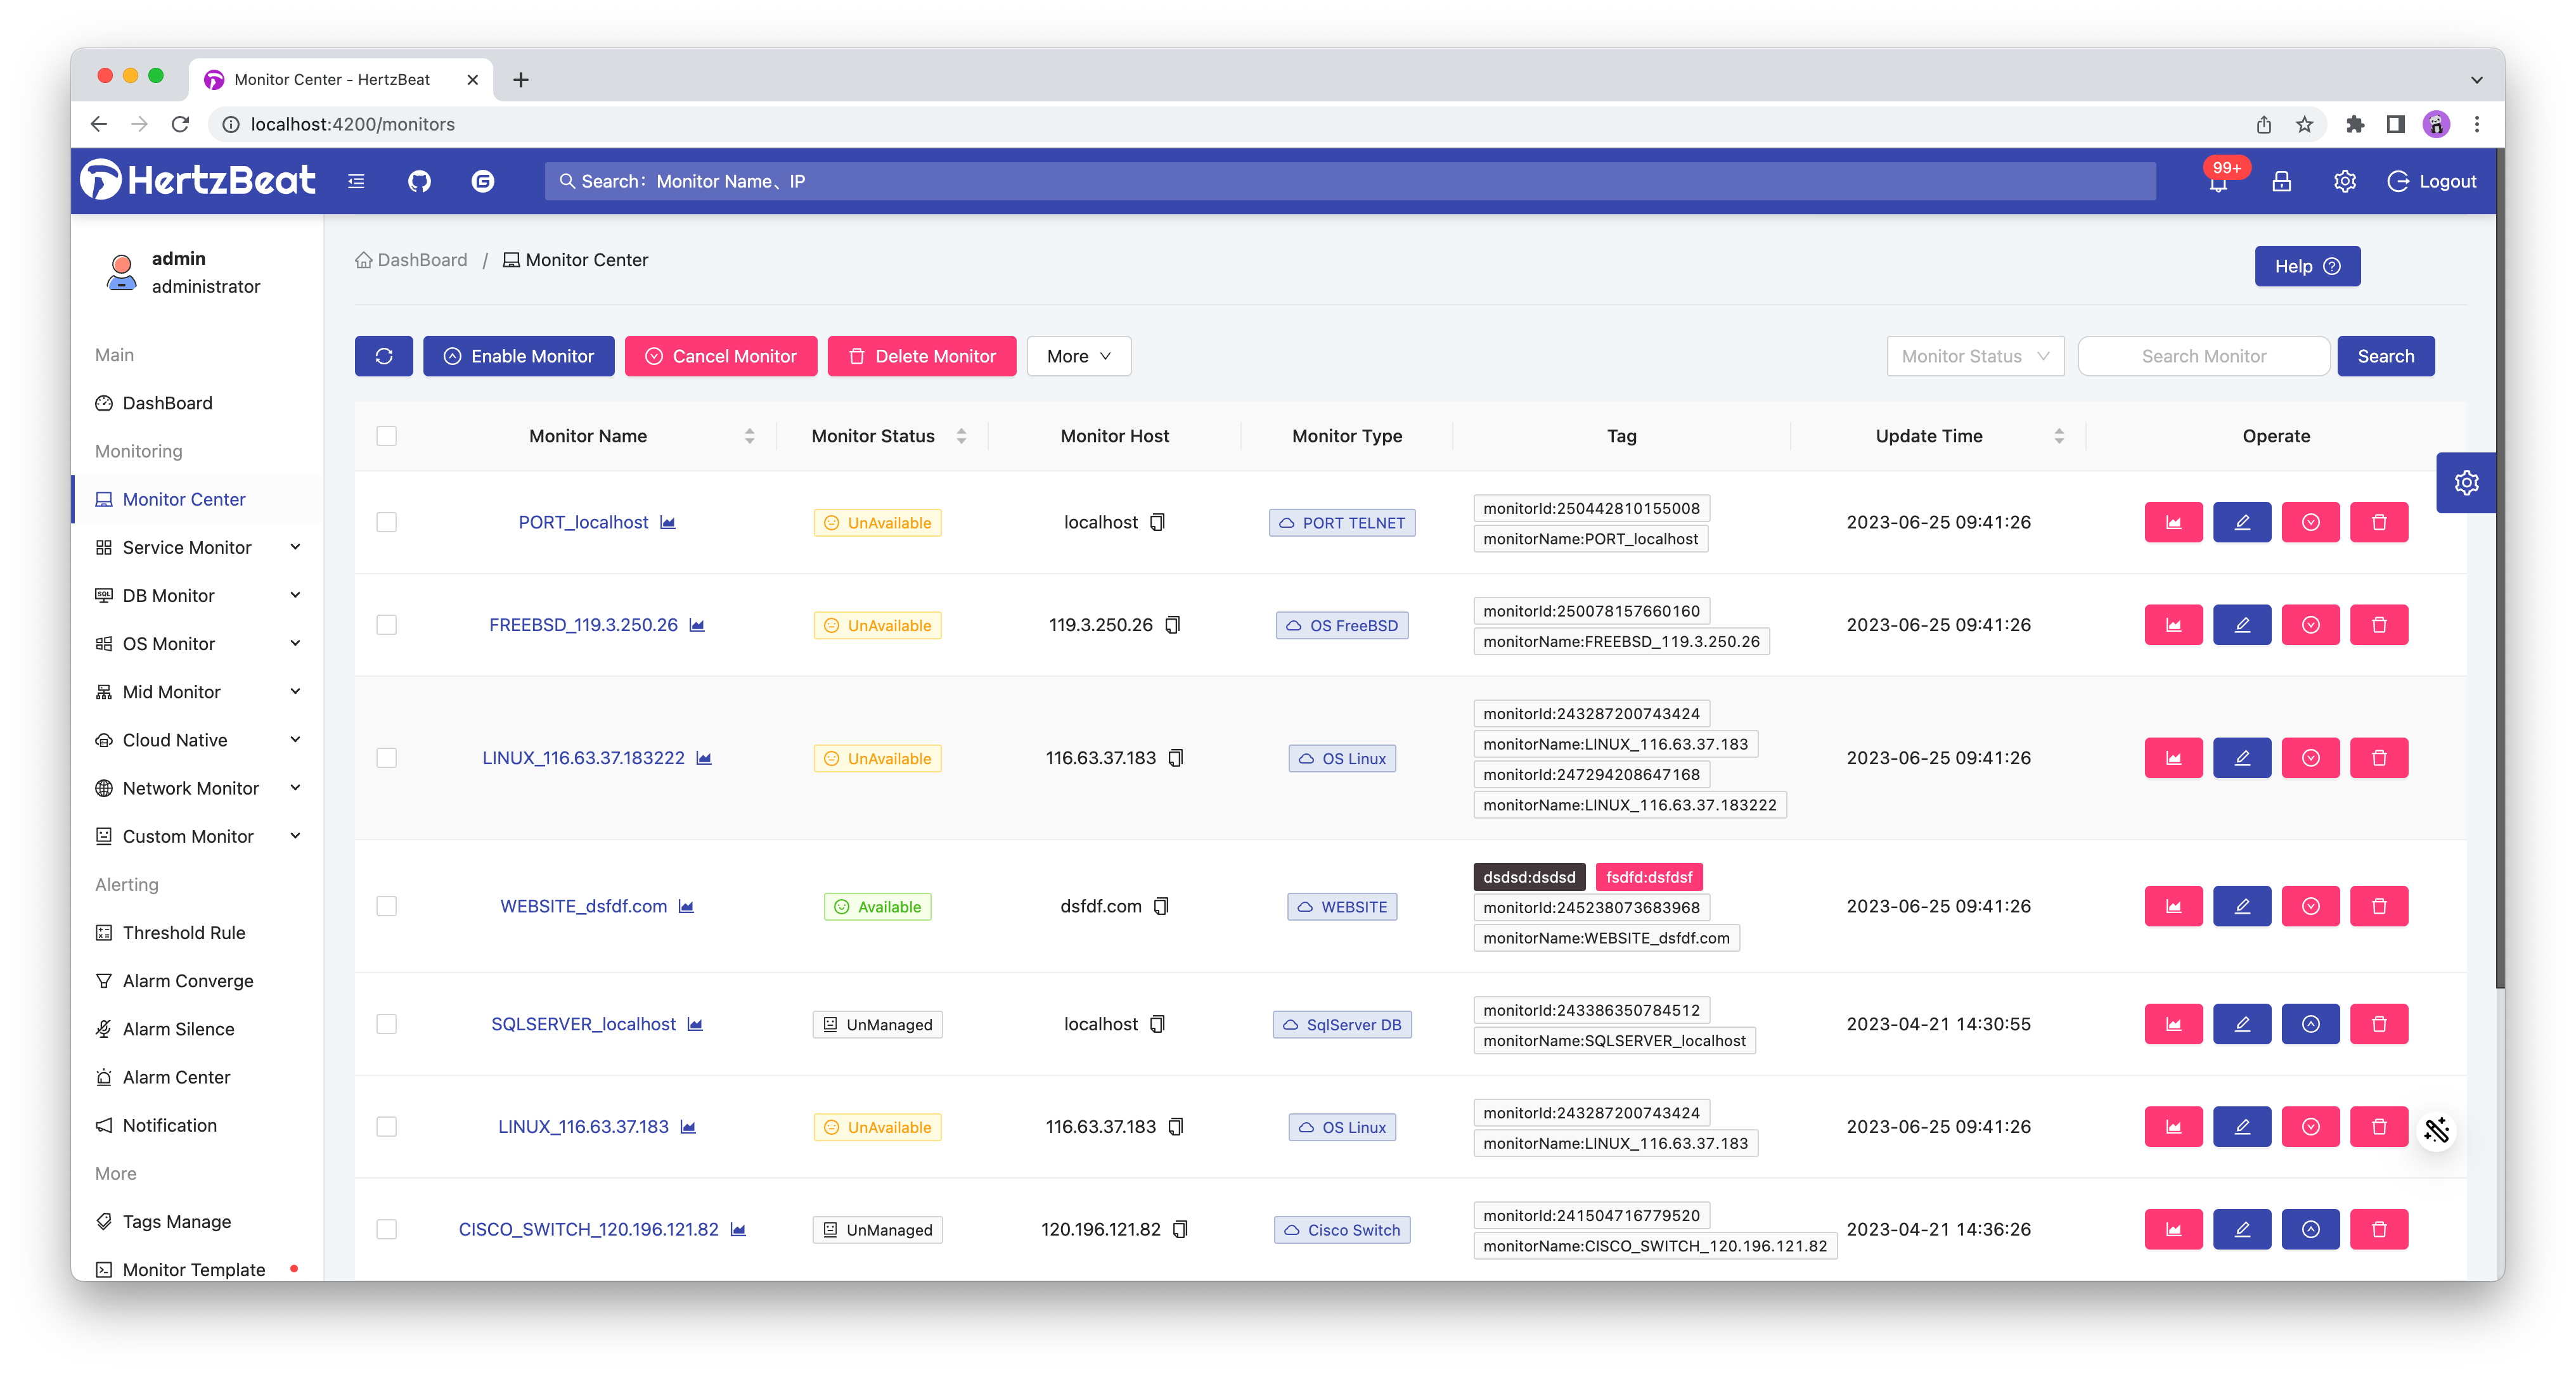 Monitor Center - HertzBeat
localhost:4200/monitors
HertzBeat
Search：Monitor Name、IP
99+
Logout
admin
administrator
DashBoard / Monitor Center
Help
Main
DashBoard
Monitoring
Monitor Center
Service Monitor
DB Monitor
OS Monitor
Mid Monitor
Cloud Native
Network Monitor
Custom Monitor
Alerting
Threshold Rule
Alarm Converge
Alarm Silence
Alarm Center
Notification
More
Tags Manage
Monitor Template
Enable Monitor Cancel Monitor Delete Monitor More
Monitor Status Search Monitor Search
Monitor Name Monitor Status Monitor Host Monitor Type Tag Update Time Operate
PORT_localhost UnAvailable localhost PORT TELNET
monitorId:250442810155008
monitorName:PORT_localhost
2023-06-25 09:41:26
FREEBSD_119.3.250.26 UnAvailable 119.3.250.26 OS FreeBSD
monitorId:250078157660160
monitorName:FREEBSD_119.3.250.26
2023-06-25 09:41:26
LINUX_116.63.37.183222 UnAvailable 116.63.37.183 OS Linux
monitorId:243287200743424
monitorName:LINUX_116.63.37.183
monitorId:247294208647168
monitorName:LINUX_116.63.37.183222
2023-06-25 09:41:26
WEBSITE_dsfdf.com Available dsfdf.com WEBSITE
dsdsd:dsdsd fsdfd:dsfdsf
monitorId:245238073683968
monitorName:WEBSITE_dsfdf.com
2023-06-25 09:41:26
SQLSERVER_localhost UnManaged localhost SqlServer DB
monitorId:243386350784512
monitorName:SQLSERVER_localhost
2023-04-21 14:30:55
LINUX_116.63.37.183 UnAvailable 116.63.37.183 OS Linux
monitorId:243287200743424
monitorName:LINUX_116.63.37.183
2023-06-25 09:41:26
CISCO_SWITCH_120.196.121.82 UnManaged 120.196.121.82 Cisco Switch
monitorId:241504716779520
monitorName:CISCO_SWITCH_120.196.121.82
2023-04-21 14:36:26